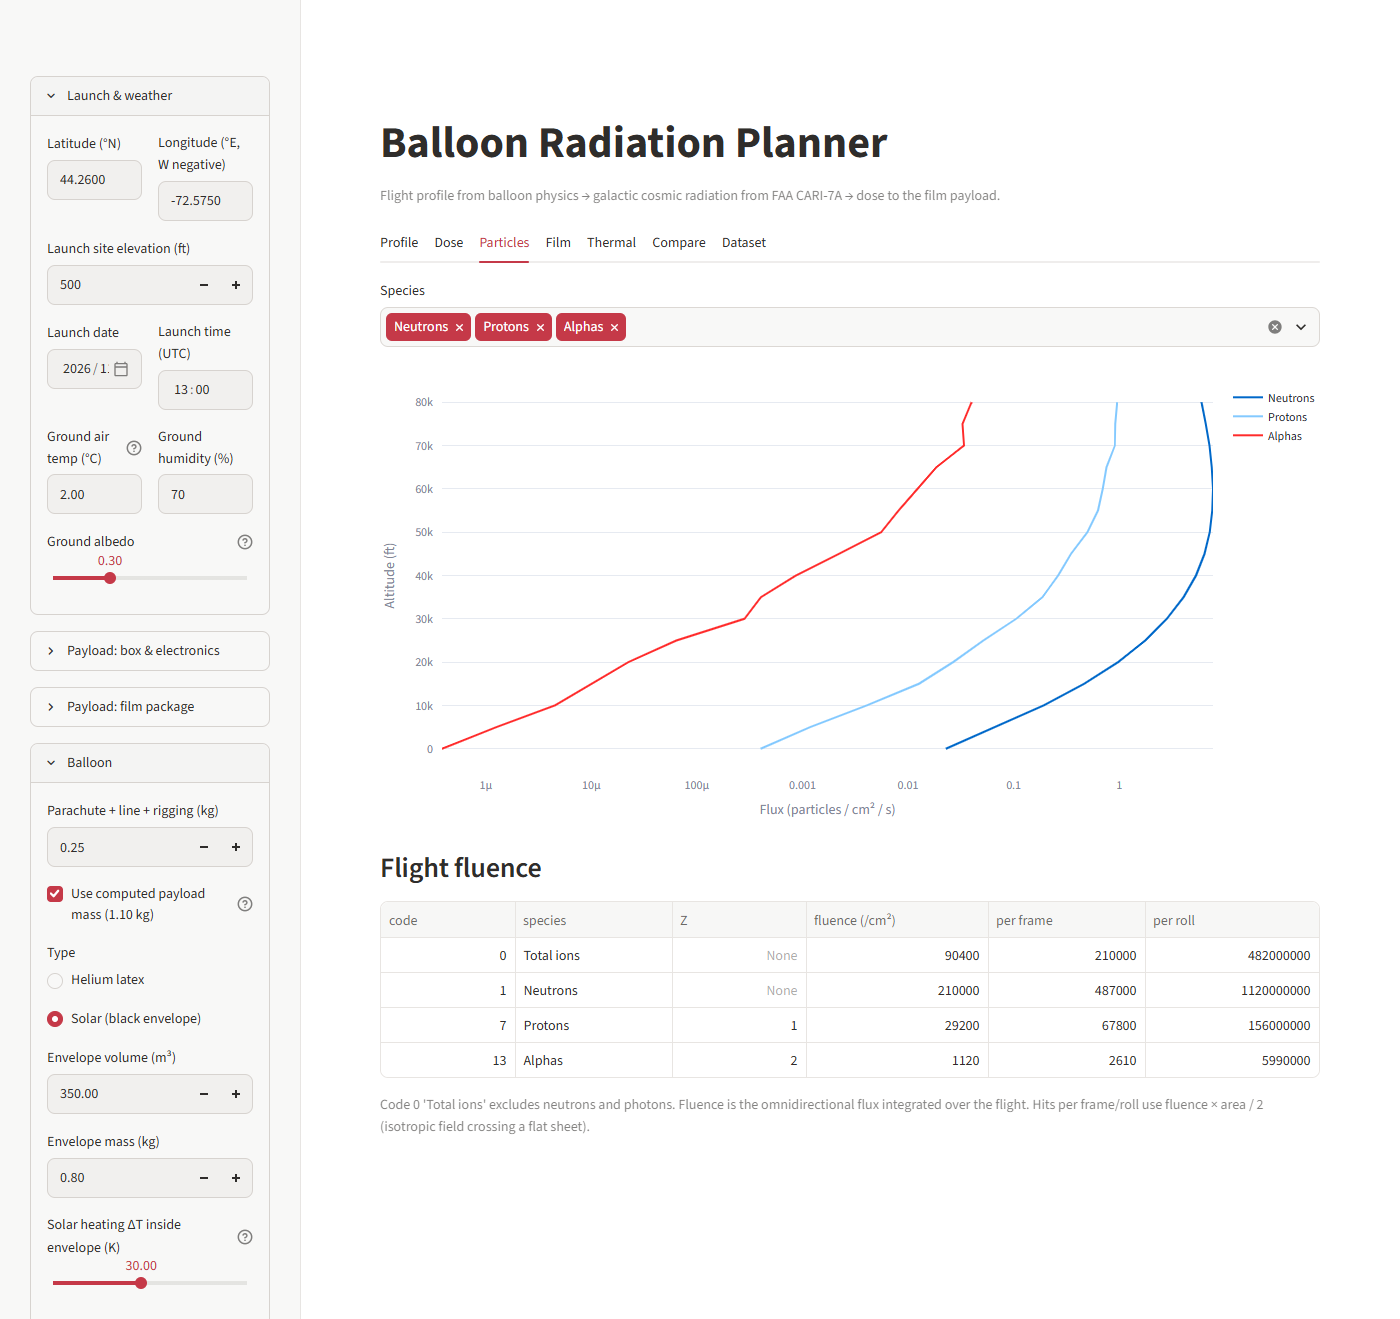 Launch & weather
Latitude (°N)
Longitude (°E,
W negative)
44.2600
-72.5750
Launch site elevation (ft)
500
Launch date
Launch time
(UTC)
2026 / 1.
13 : 00
Ground air
temp (°C)
Ground
humidity (%)
2.00
70
Ground albedo
0.30
Payload: box & electronics
Payload: film package
Balloon
Parachute + line + rigging (kg)
0.25
Use computed payload
mass (1.10 kg)
Type
Helium latex
Solar (black envelope)
Envelope volume (m³)
350.00
Envelope mass (kg)
0.80
Solar heating ΔT inside
envelope (K)
30.00
Balloon Radiation Planner
Flight profile from balloon physics → galactic cosmic radiation from FAA CARI-7A → dose to the film payload.
Profile Dose Particles Film Thermal Compare Dataset
Species
Neutrons Protons Alphas
Neutrons
Protons
Alphas
Altitude (ft)
80k
70k
60k
50k
40k
30k
20k
10k
0
1μ 10μ 100μ 0.001 0.01 0.1 1
Flux (particles / cm² / s)
Flight fluence
code species Z fluence (/cm²) per frame per roll
0 Total ions None 90400 210000 482000000
1 Neutrons None 210000 487000 1120000000
7 Protons 1 29200 67800 156000000
13 Alphas 2 1120 2610 5990000
Code 0 'Total ions' excludes neutrons and photons. Fluence is the omnidirectional flux integrated over the flight. Hits per frame/roll use fluence × area / 2
(isotropic field crossing a flat sheet).